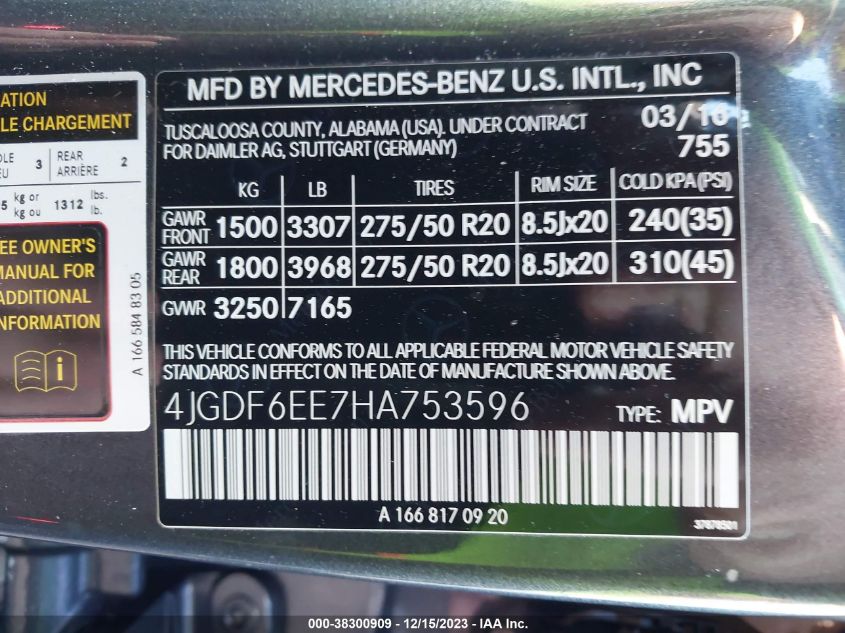 ATION
LE CHARGEMENT
3 REAR ARRIÈRE 2
kg or
kg ou 1312 lbs.
lb.
EE OWNER'S
MANUAL FOR
ADDITIONAL
NFORMATION
A 166 584 83 05
MFD BY MERCEDES-BENZ U.S. INTL., INC
TUSCALOOSA COUNTY, ALABAMA (USA). UNDER CONTRACT
FOR DAIMLER AG, STUTTGART (GERMANY)
03/16
755
KG LB TIRES RIM SIZE COLD KPA(PSI)
GAWR FRONT 1500 3307 275/50 R20 8.5Jx20 240(35)
GAWR REAR 1800 3968 275/50 R20 8.5Jx20 310(45)
GVWR 3250 7165
THIS VEHICLE CONFORMS TO ALL APPLICABLE FEDERAL MOTOR VEHICLE SAFETY
STANDARDS IN EFFECT ON THE DATE OF MANUFACTURE INDICATED ABOVE.
4JGDF6EE7HA753596 TYPE: MPV
A 166 817 09 20
37878501
000-38300909 - 12/15/2023 - IAA Inc.